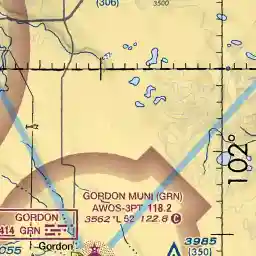 (306)
3500
102°
GORDON MUNI (GRN)
AWOS-3PT 118.2
3562 *L 52 122.8 C
GORDON
414 GRN
055
Gordon
3985
(350)